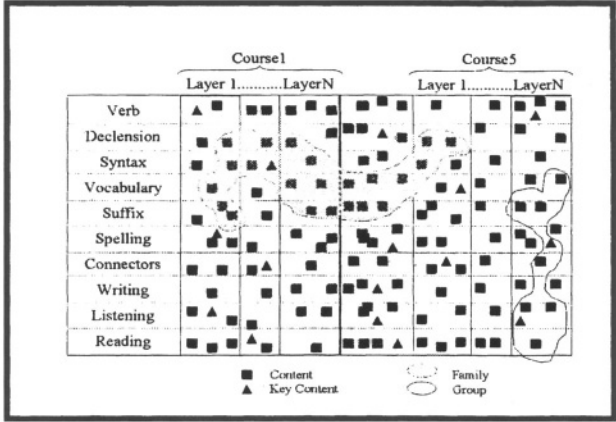 Course1 Course5
Layer 1...........LayerN Layer 1...........LayerN
Verb
Declension
Syntax
Vocabulary
Suffix
Spelling
Connectors
Writing
Listening
Reading
Content Family
Key Content Group